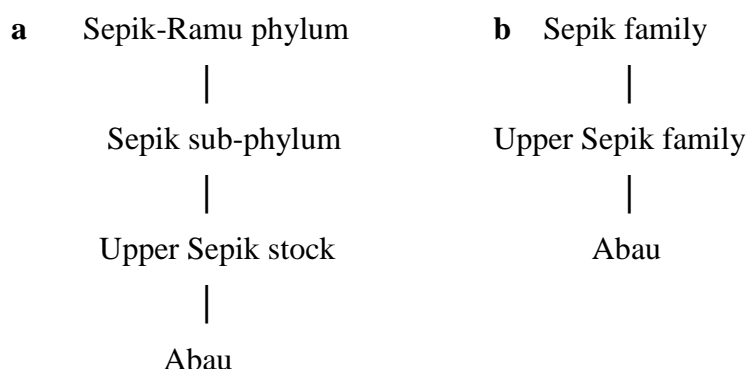 a Sepik-Ramu phylum
Sepik sub-phylum
Upper Sepik stock
Abau
b Sepik family
Upper Sepik family
Abau